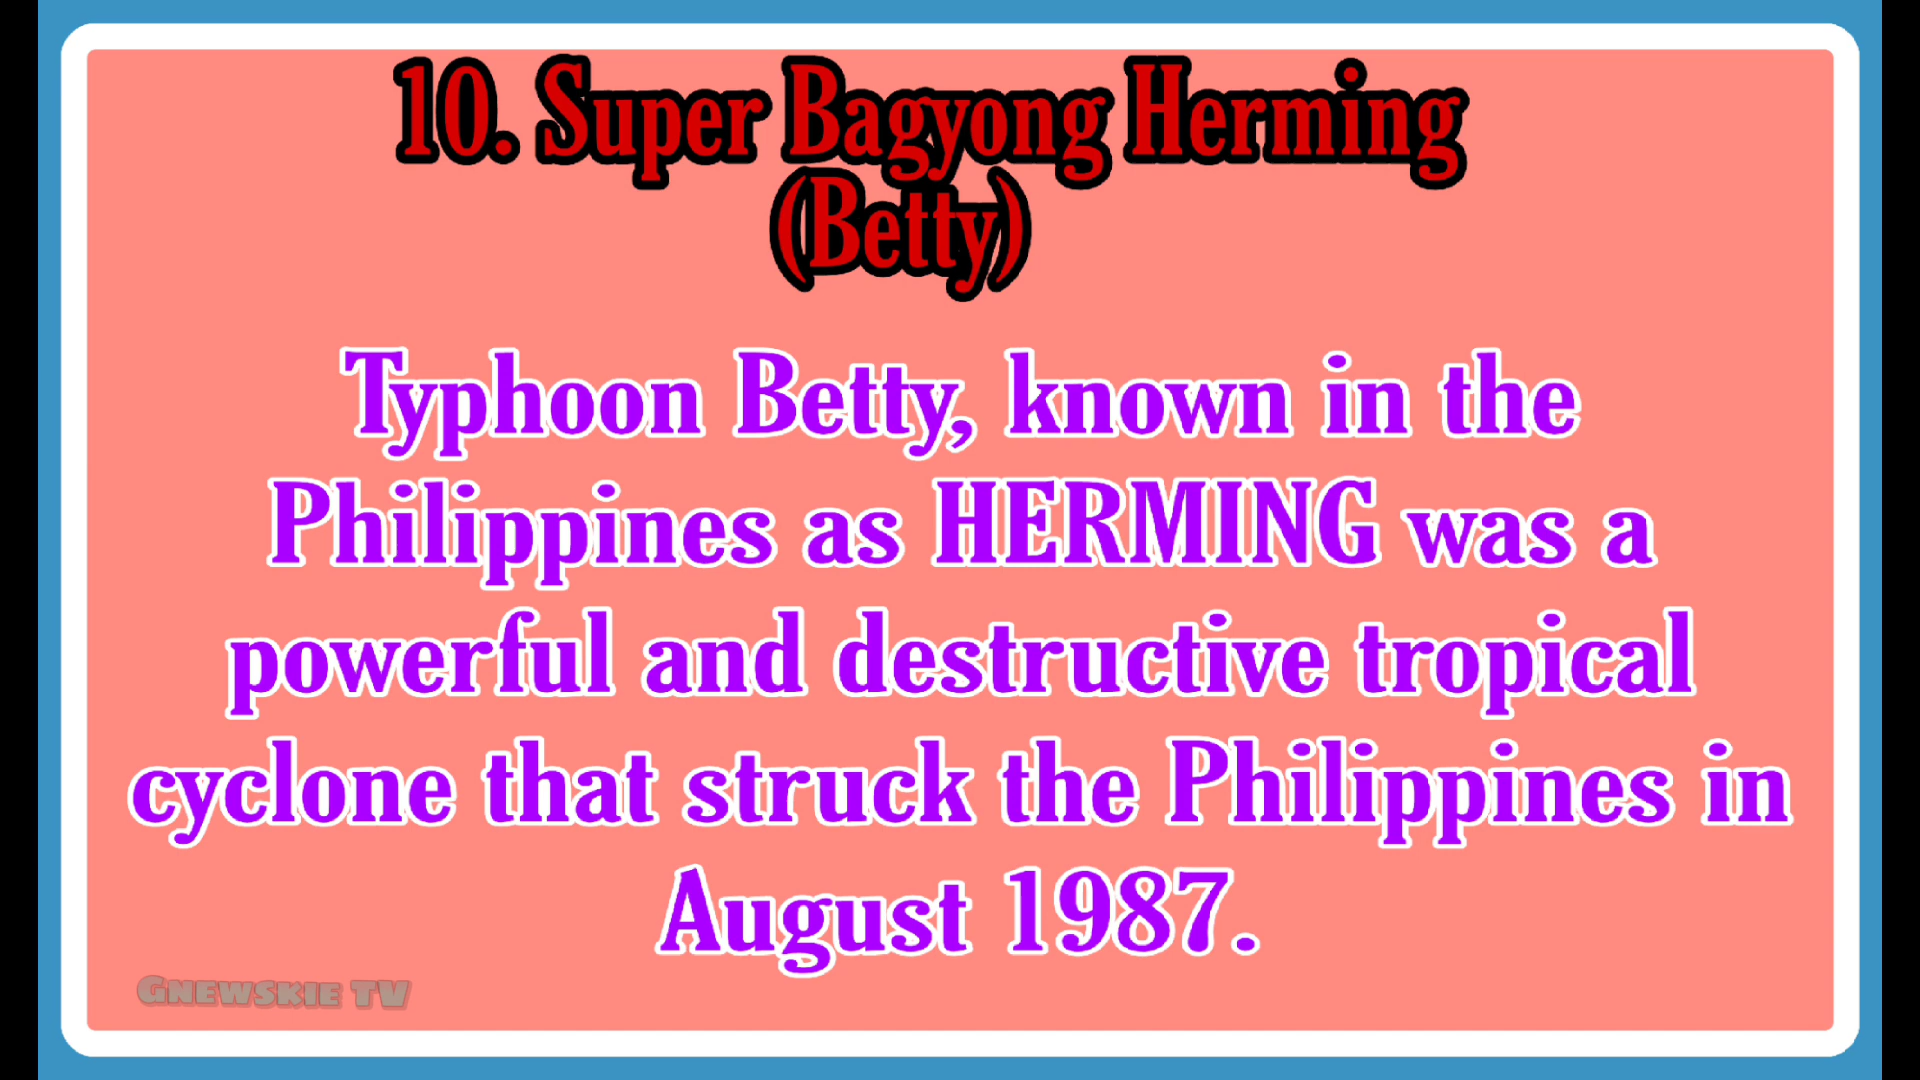 10. Super Bagyong Herming
(Betty)
Typhoon Betty, known in the
Philippines as HERMING was a
powerful and destructive tropical
cyclone that struck the Philippines in
August 1987.
GNEWSKIE TV